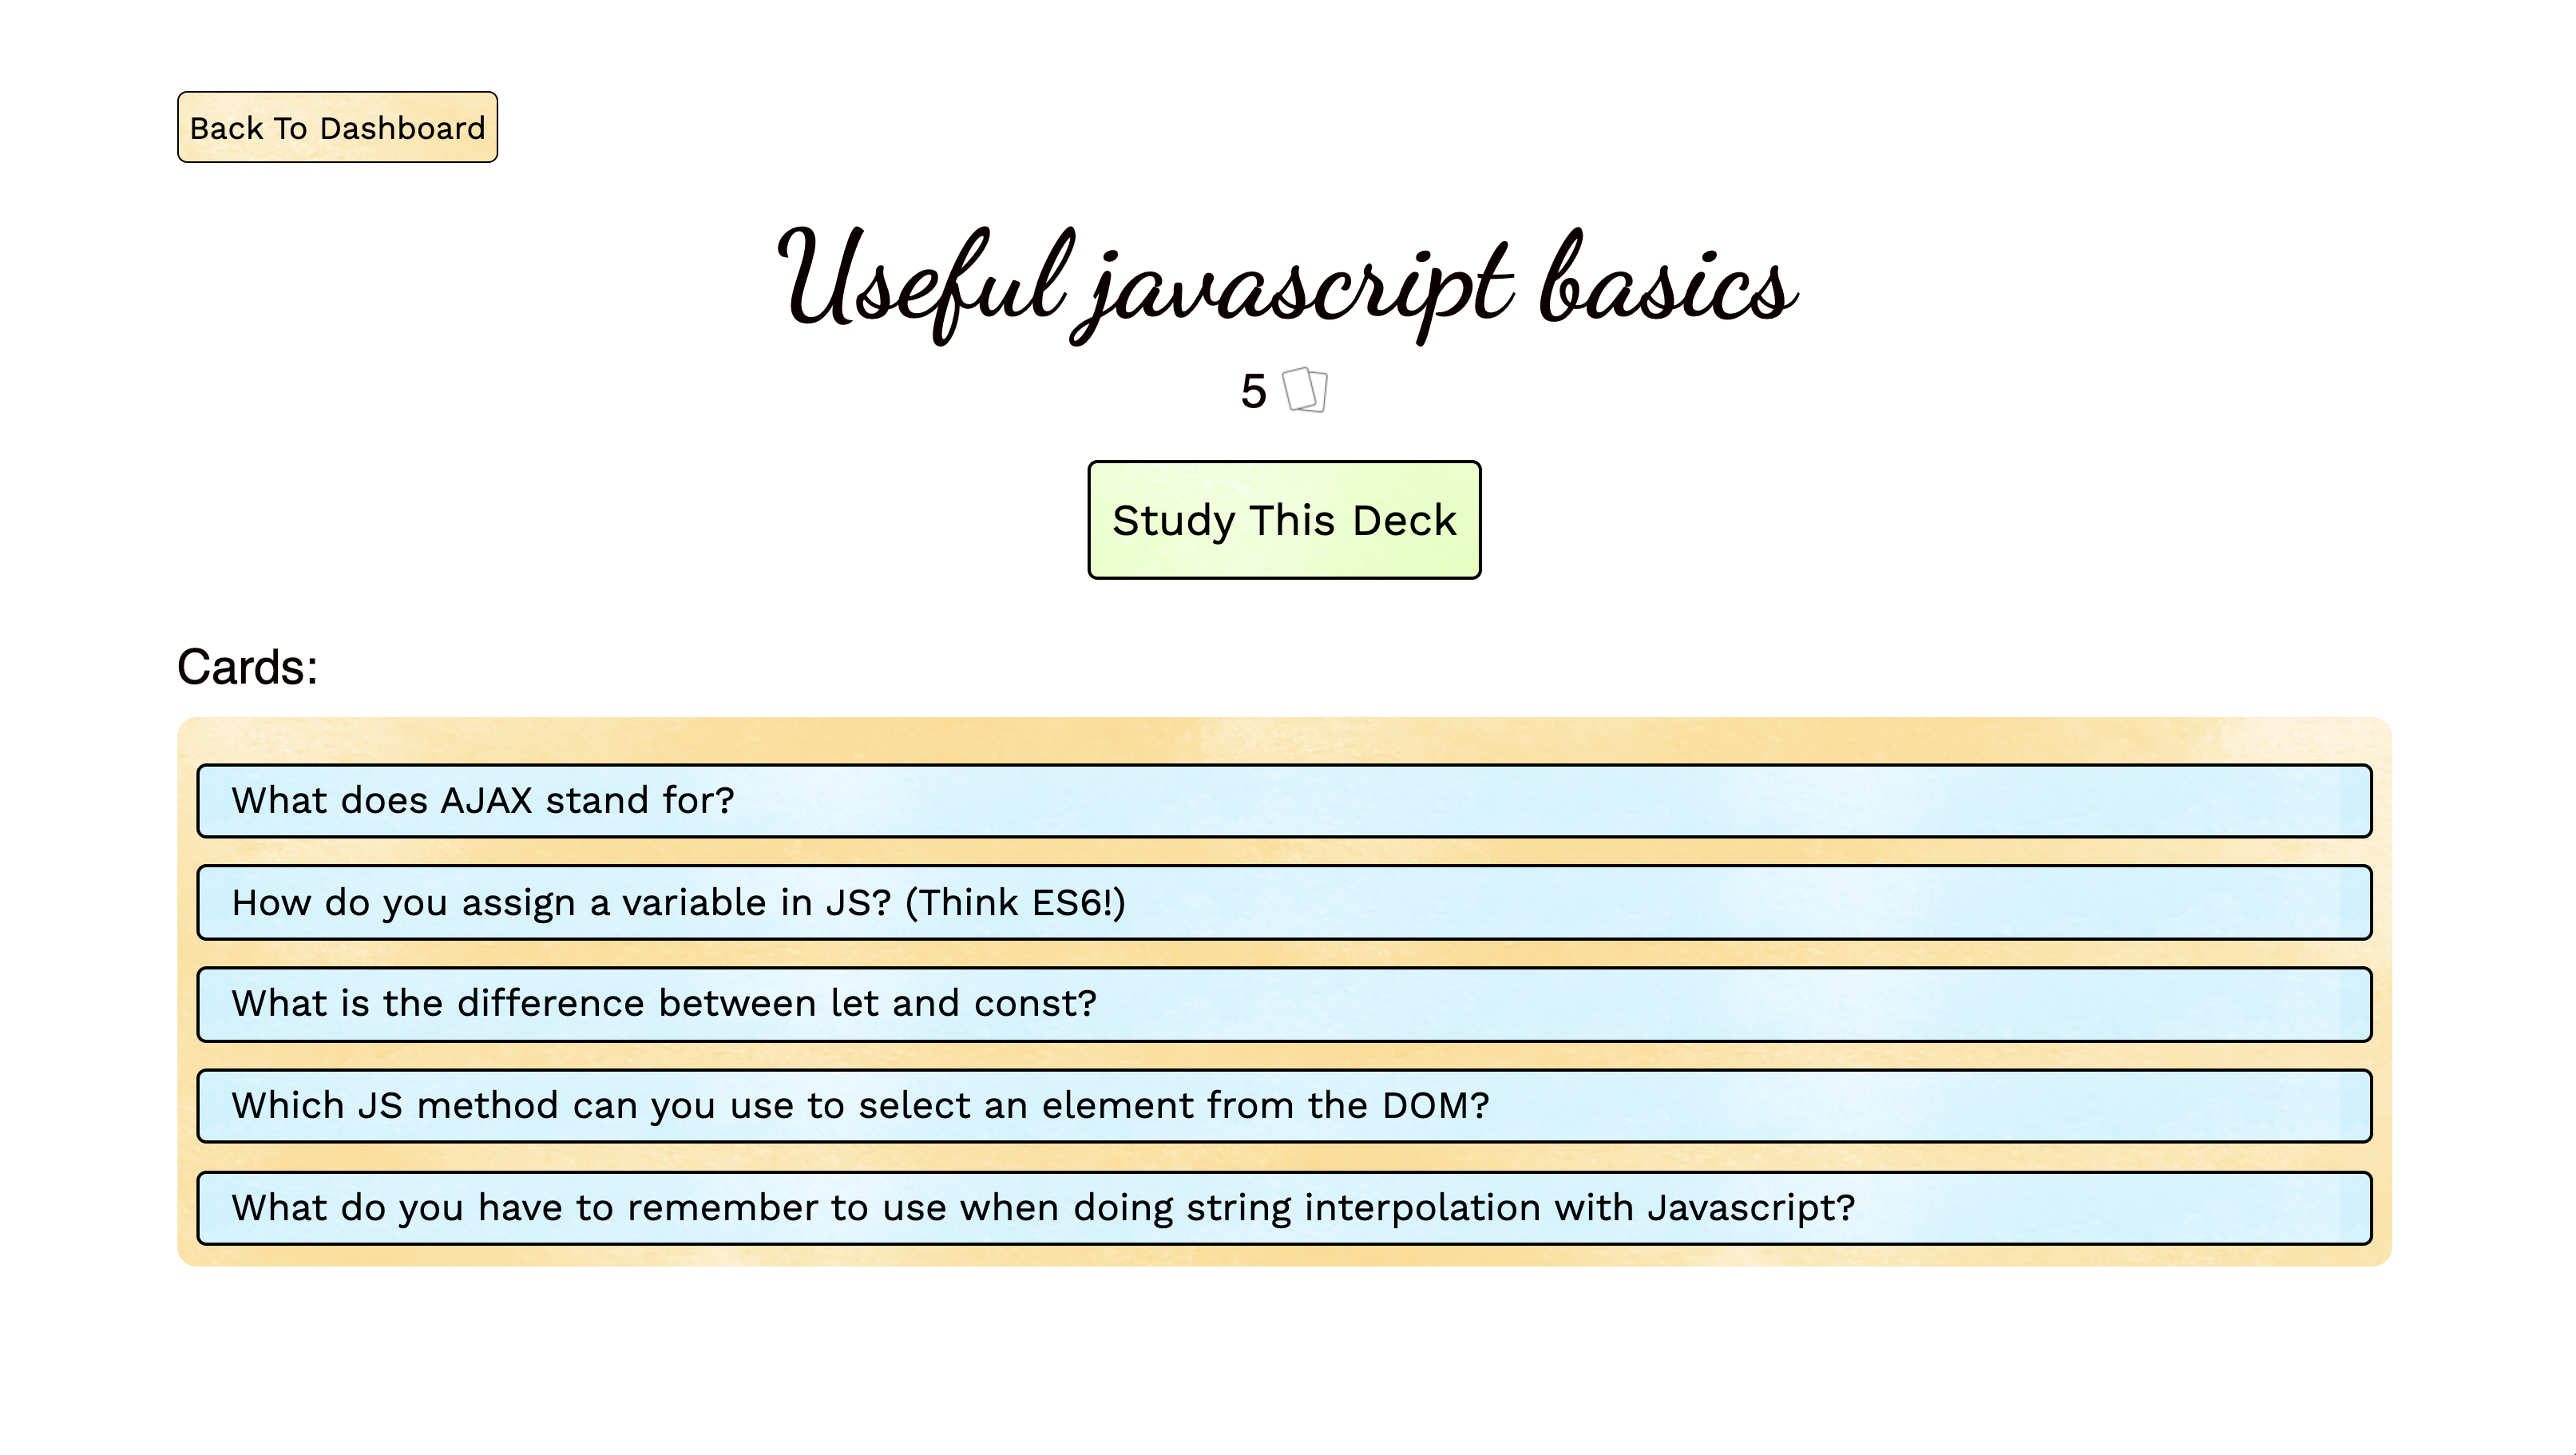 Back To Dashboard
Useful javascript basics
5
Study This Deck
Cards:
What does AJAX stand for?
How do you assign a variable in JS? (Think ES6!)
What is the difference between let and const?
Which JS method can you use to select an element from the DOM?
What do you have to remember to use when doing string interpolation with Javascript?